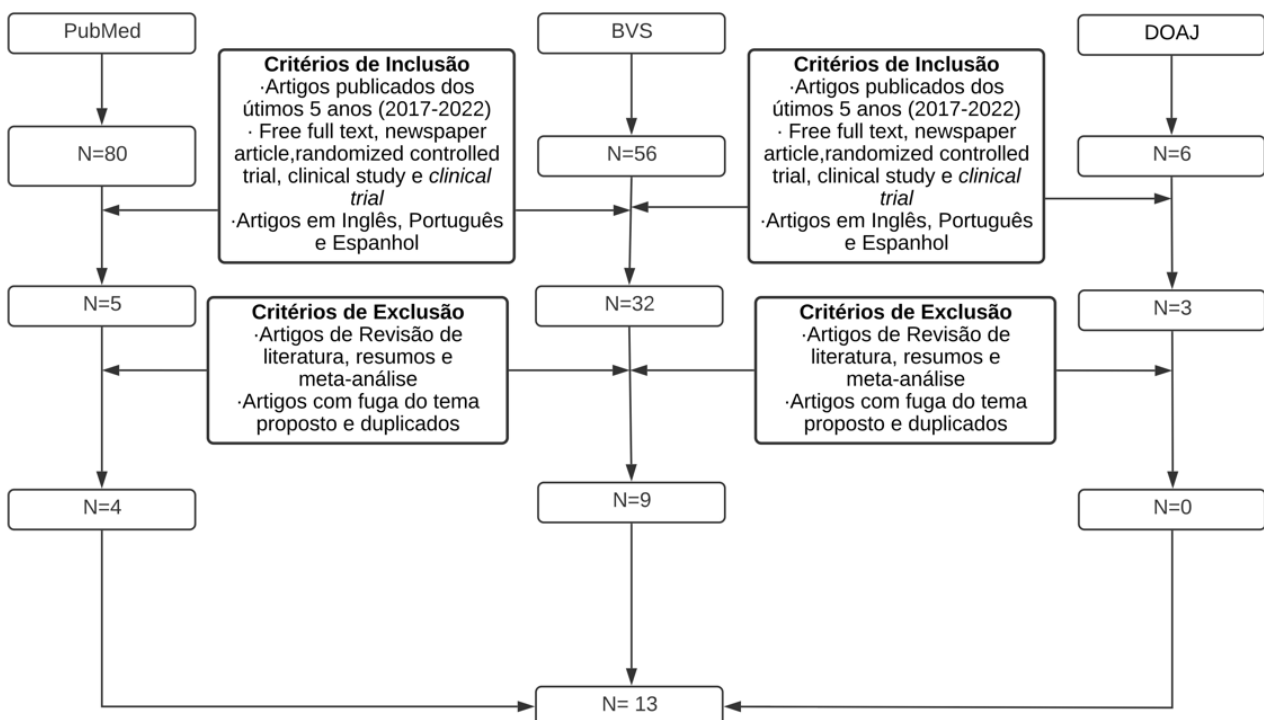 PubMed
BVS
DOAJ
Critérios de Inclusão
·Artigos publicados dos
útimos 5 anos (2017-2022)
· Free full text, newspaper
article,randomized controlled
trial, clinical study e clinical
trial
·Artigos em Inglês, Português
e Espanhol
Critérios de Inclusão
·Artigos publicados dos
útimos 5 anos (2017-2022)
· Free full text, newspaper
article,randomized controlled
trial, clinical study e clinical
trial
·Artigos em Inglês, Português
e Espanhol
N=80
N=56
N=6
N=5
N=32
N=3
Critérios de Exclusão
·Artigos de Revisão de
literatura, resumos e
meta-análise
·Artigos com fuga do tema
proposto e duplicados
Critérios de Exclusão
·Artigos de Revisão de
literatura, resumos e
meta-análise
·Artigos com fuga do tema
proposto e duplicados
N=4
N=9
N=0
N= 13